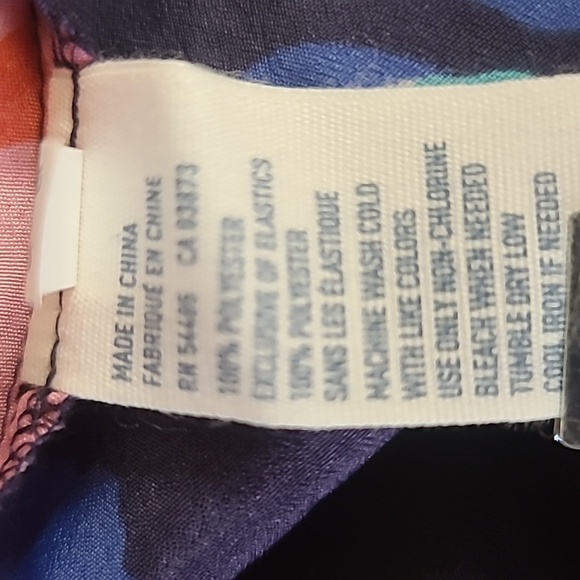 MADE IN CHINA
FABRIQUÉ EN CHINE
RN 54485 CA 03873
100% POLYESTER
EXCLUSIVE OF ELASTICS
100% POLYESTER
SANS LES ÉLASTIQUE
MACHINE WASH COLD
WITH LIKE COLORS
USE ONLY NON-CHLORINE
BLEACH WHEN NEEDED
TUMBLE DRY LOW
COOL IRON IF NEEDED